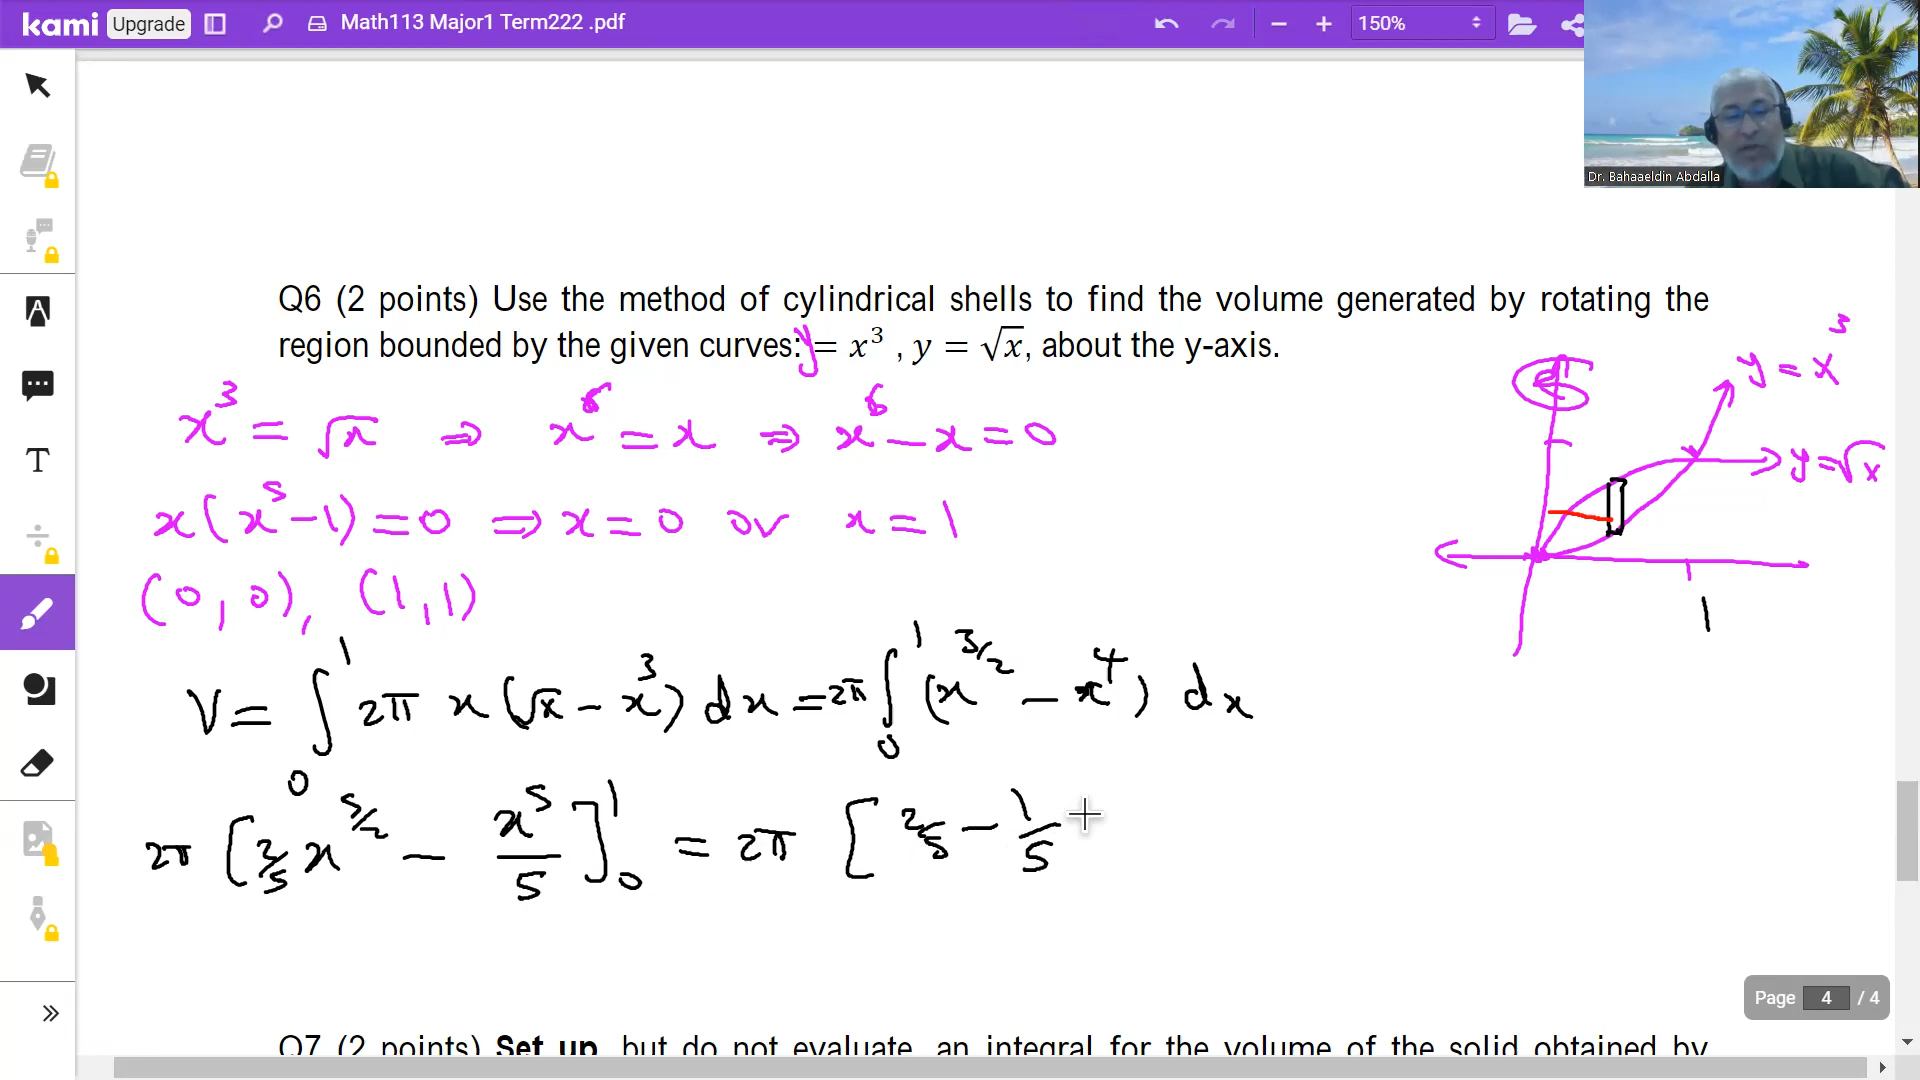 kami Upgrade Math113 Major1 Term222 .pdf 150%
Dr. Bahaaeldin Abdalla
Q6 (2 points) Use the method of cylindrical shells to find the volume generated by rotating the
region bounded by the given curves: y = x³ , y = √x, about the y-axis.
x³ = √x ⇒ x⁶ = x ⇒ x⁶ − x = 0
x(x⁵ − 1) = 0 ⇒ x = 0 or x = 1
(0, 0), (1, 1)
y = x³
y = √x
1
V = ∫₀¹ 2π x(√x − x³) dx = 2π ∫₀¹ (x^3/2 − x⁴) dx
2π [2/5 x^5/2 − x⁵/5]₀¹ = 2π [2/5 − 1/5
T
Page 4 / 4
Q7 (2 points) Set up, but do not evaluate, an integral for the volume of the solid obtained by